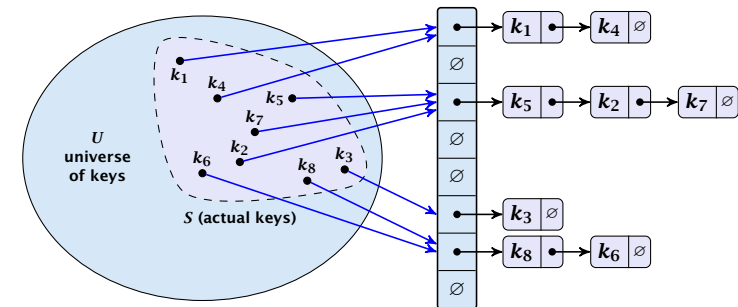 k1 k4 ∅
k1
∅
k4
k5
k5 k2 k7 ∅
k7
U
universe
of keys
∅
k2
k3
k6
k8
∅
S (actual keys)
k3 ∅
k8 k6 ∅
∅